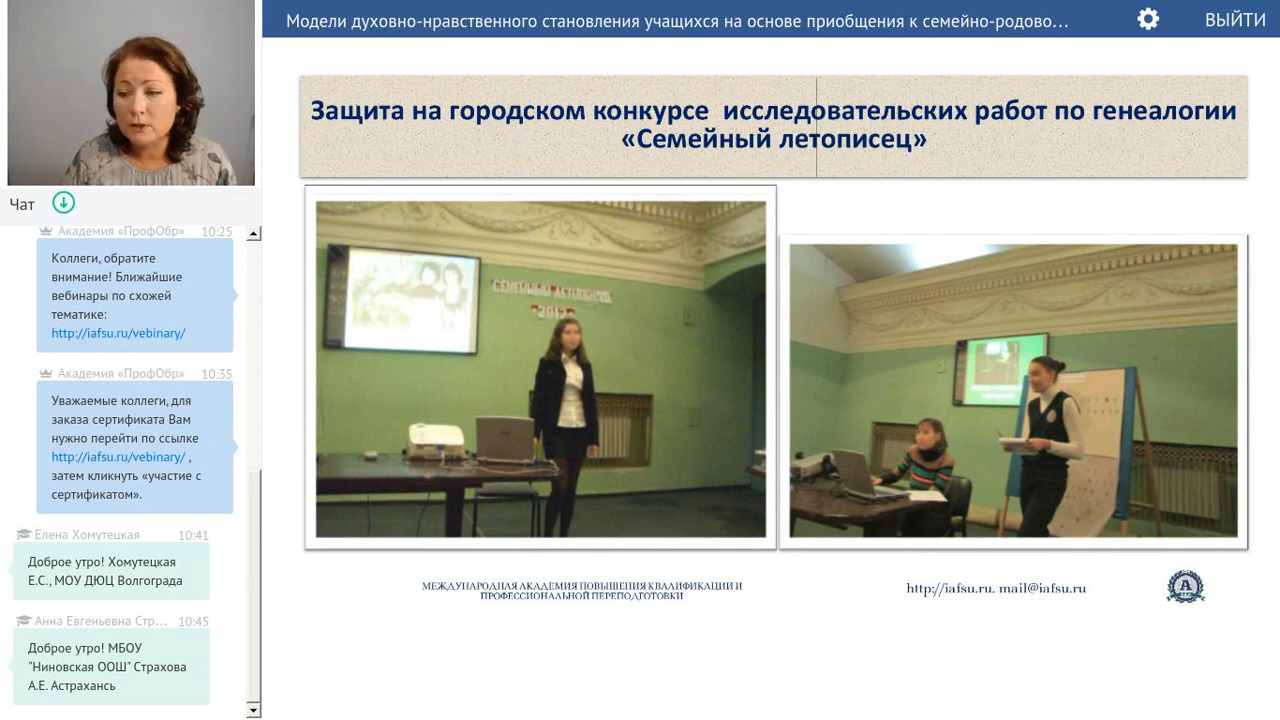 Модели духовно-нравственного становления учащихся на основе приобщения к семейно-родово...
ВЫЙТИ
Чат
Академия «ПрофОбр» 10:25
Коллеги, обратите
внимание! Ближайшие
вебинары по схожей
тематике:
http://iafsu.ru/vebinary/
Академия «ПрофОбр» 10:35
Уважаемые коллеги, для
заказа сертификата Вам
нужно перейти по ссылке
http://iafsu.ru/vebinary/ ,
затем кликнуть «участие с
сертификатом».
Елена Хомутецкая 10:41
Доброе утро! Хомутецкая
Е.С., МОУ ДЮЦ Волгограда
Анна Евгеньевна Стр... 10:45
Доброе утро! МБОУ
"Ниновская ООШ" Страхова
А.Е. Астрахансь
Защита на городском конкурсе исследовательских работ по генеалогии
«Семейный летописец»
СЕМЕЙНЫЙ ЛЕТОПИСЕЦ
МЕЖДУНАРОДНАЯ АКАДЕМИЯ ПОВЫШЕНИЯ КВАЛИФИКАЦИИ И
ПРОФЕССИОНАЛЬНОЙ ПЕРЕПОДГОТОВКИ
http://iafsu.ru. mail@iafsu.ru